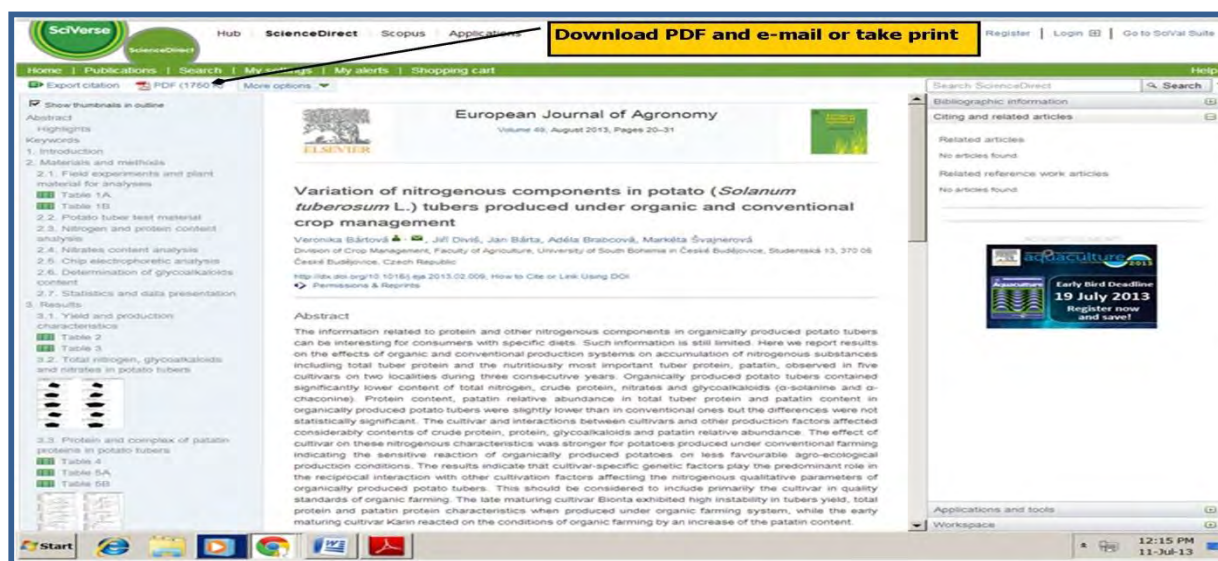 SciVerse
ScienceDirect
Hub ScienceDirect Scopus Applications
Download PDF and e-mail or take print
Register Login Go to SciVal Suite
Home | Publications | Search | My settings | My alerts | Shopping cart
Help
Export citation PDF More options
Search ScienceDirect Search
Show thumbnails in outline
Abstract
Highlights
Keywords
1. Introduction
2. Materials and methods
2.1. Field experiments and plant
material for analyses
Table 1A
Table 1B
2.2. Potato tuber test material
2.3. Nitrogen and protein content
analysis
2.4. Nitrates content analysis
2.5. Chip electrophoretic analysis
2.6. Determination of glycoalkaloids
content
2.7. Statistics and data presentation
3. Results
3.1. Yield and production
characteristics
Table 2
Table 3
3.2. Total nitrogen, glycoalkaloids
and nitrates in potato tubers
3.3. Protein and complex of patatin
proteins in potato tubers
Table 4
Table 5A
Table 5B
ELSEVIER
European Journal of Agronomy
Volume 49, August 2013, Pages 20–31
Variation of nitrogenous components in potato (Solanum
tuberosum L.) tubers produced under organic and conventional
crop management
Veronika Bártová, Jiří Diviš, Jan Bárta, Adéla Brabcová, Markéta Švajnerová
Division of Crop Management, Faculty of Agriculture, University of South Bohemia in České Budějovice, Studentská 13, 370 05
České Budějovice, Czech Republic
http://dx.doi.org/10.1016/j.eja.2013.02.009, How to Cite or Link Using DOI
Permissions & Reprints
Abstract
The information related to protein and other nitrogenous components in organically produced potato tubers
can be interesting for consumers with specific diets. Such information is still limited. Here we report results
on the effects of organic and conventional production systems on accumulation of nitrogenous substances
including total tuber protein and the nutritiously most important tuber protein, patatin, observed in five
cultivars on two localities during three consecutive years. Organically produced potato tubers contained
significantly lower content of total nitrogen, crude protein, nitrates and glycoalkaloids (α-solanine and α-
chaconine). Protein content, patatin relative abundance in total tuber protein and patatin content in
organically produced potato tubers were slightly lower than in conventional ones but the differences were not
statistically significant. The cultivar and interactions between cultivars and other production factors affected
considerably contents of crude protein, protein, glycoalkaloids and patatin relative abundance. The effect of
cultivar on these nitrogenous characteristics was stronger for potatoes produced under conventional farming
indicating the sensitive reaction of organically produced potatoes on less favourable agro-ecological
production conditions. The results indicate that cultivar-specific genetic factors play the predominant role in
the reciprocal interaction with other cultivation factors affecting the nitrogenous qualitative parameters of
organically produced potato tubers. This should be considered to include primarily the cultivar in quality
standards of organic farming. The late maturing cultivar Bionta exhibited high instability in tubers yield, total
protein and patatin protein characteristics when produced under organic farming system, while the early
maturing cultivar Karin reacted on the conditions of organic farming by an increase of the patatin content.
Bibliographic information
Citing and related articles
Related articles
No articles found
Related reference work articles
No articles found
aquaculture 2013
Aquaculture
Early Bird Deadline
19 July 2013
Register now
and save!
Applications and tools
Workspace
Start
12:15 PM
11-Jul-13